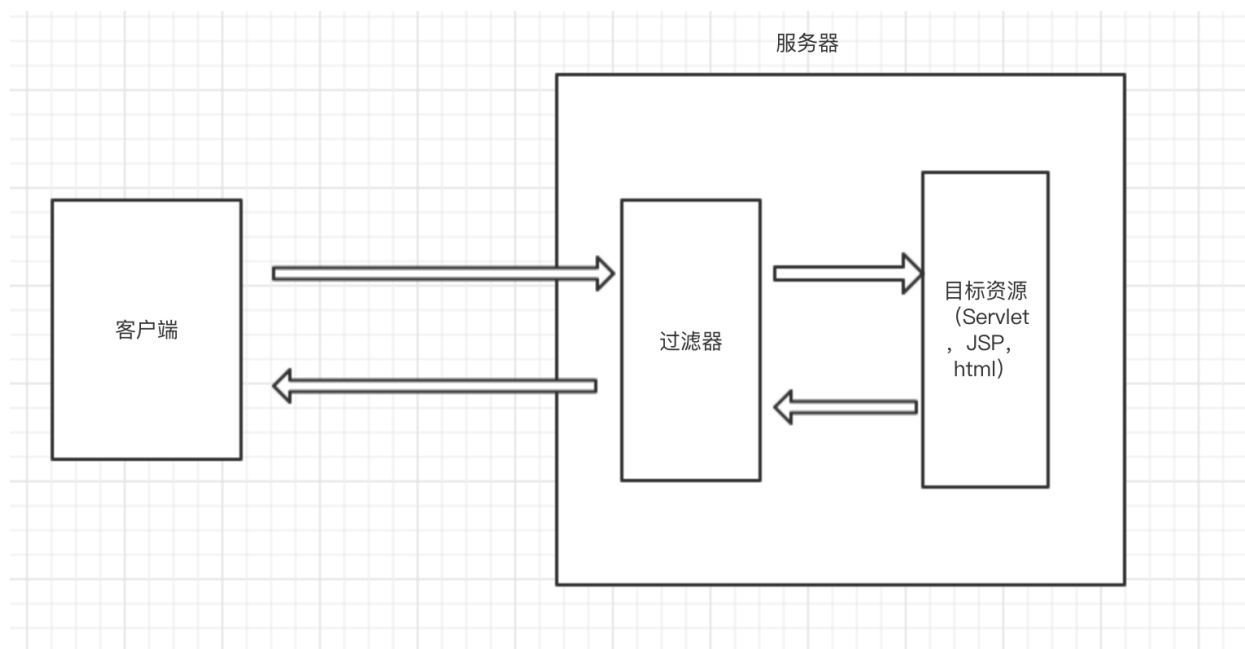 服务器
客户端
过滤器
目标资源
（Servlet
，JSP，
html）